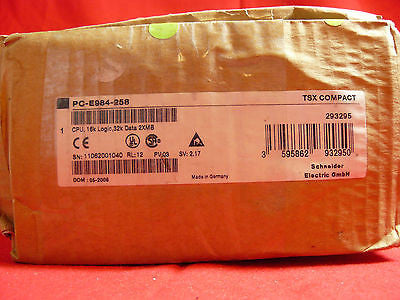 PC-E984-258 TSX COMPACT
1 CPU, 16k Logic,32k Data 2XMB 293295
SN: 11062001040 RL:12 PV:03 SV: 2.17
3 595862 932950
DOM : 05-2006 Made in Germany
Schneider
Electric GmbH